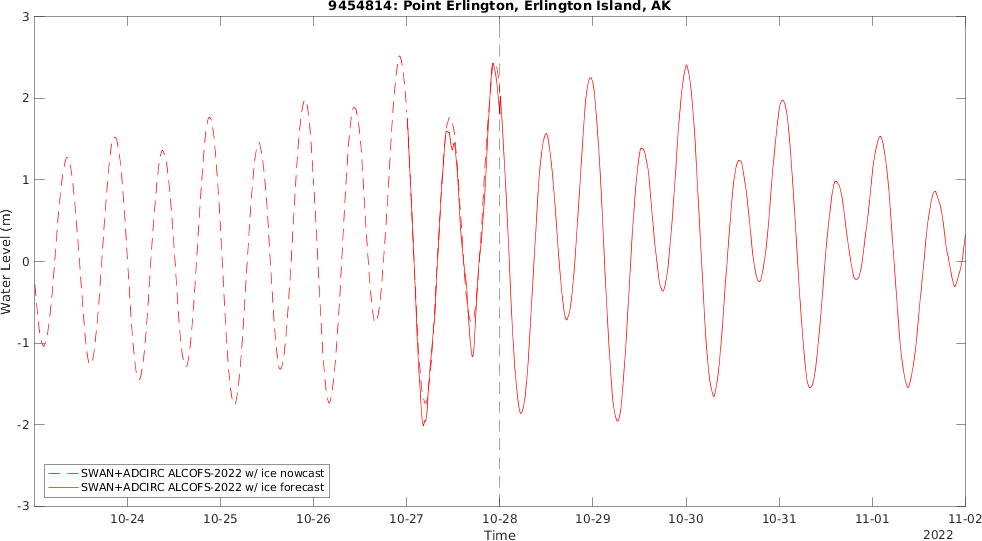 9454814: Point Erlington, Erlington Island, AK
3
2
1
0
-1
-2
-3
Water Level (m)
SWAN+ADCIRC ALCOFS-2022 w/ ice nowcast
SWAN+ADCIRC ALCOFS-2022 w/ ice forecast
10-24 10-25 10-26 10-27 10-28 10-29 10-30 10-31 11-01 11-02
Time
2022